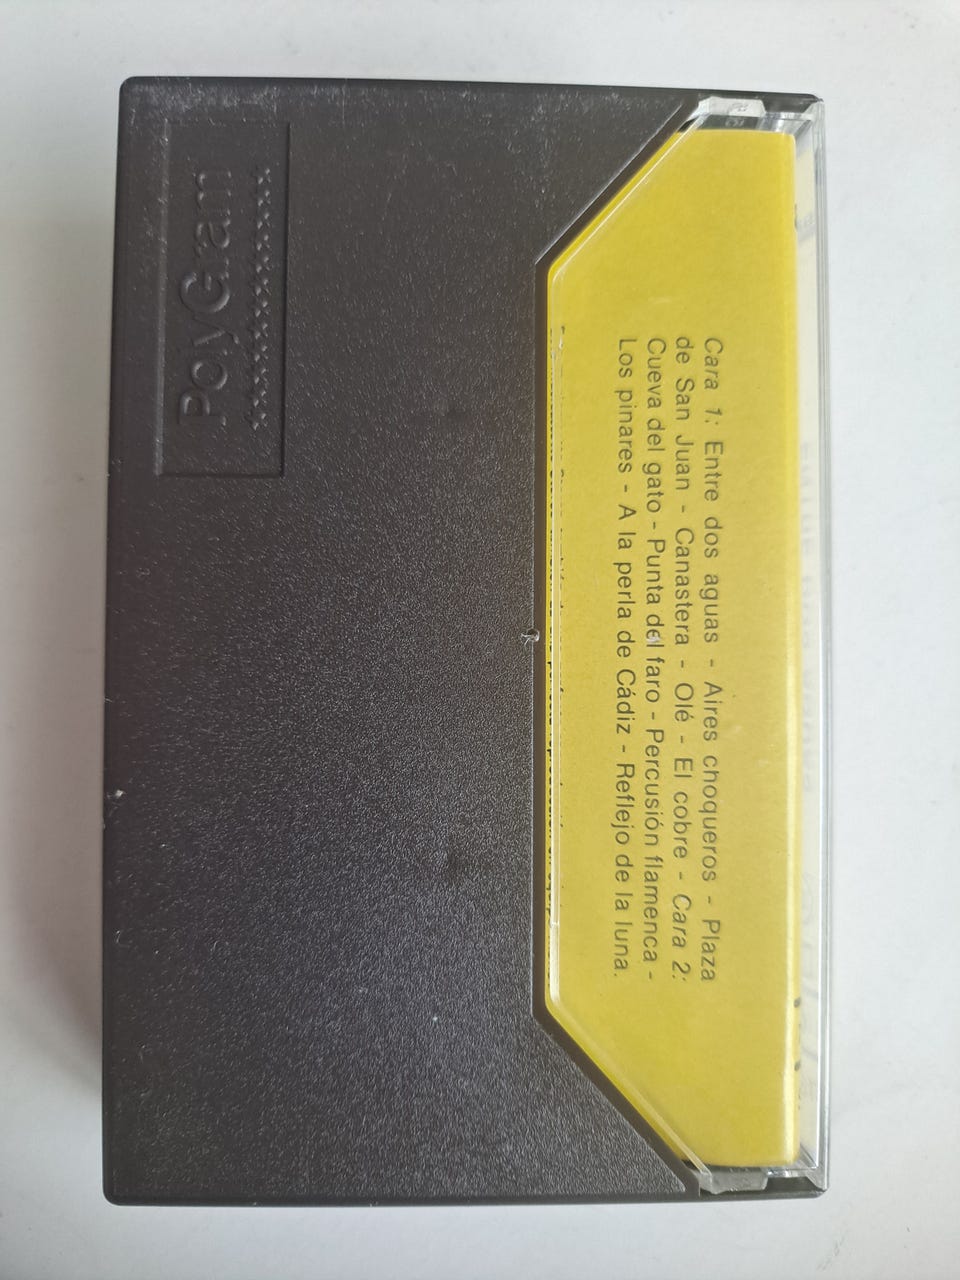 Cara 1: Entre dos aguas - Aires choqueros - Plaza
de San Juan - Canastera - Olé - El cobre - Cara 2:
Cueva del gato - Punta del faro - Percusión flamenca -
Los pinares - A la perla de Cádiz - Reflejo de la luna.
PolyGram